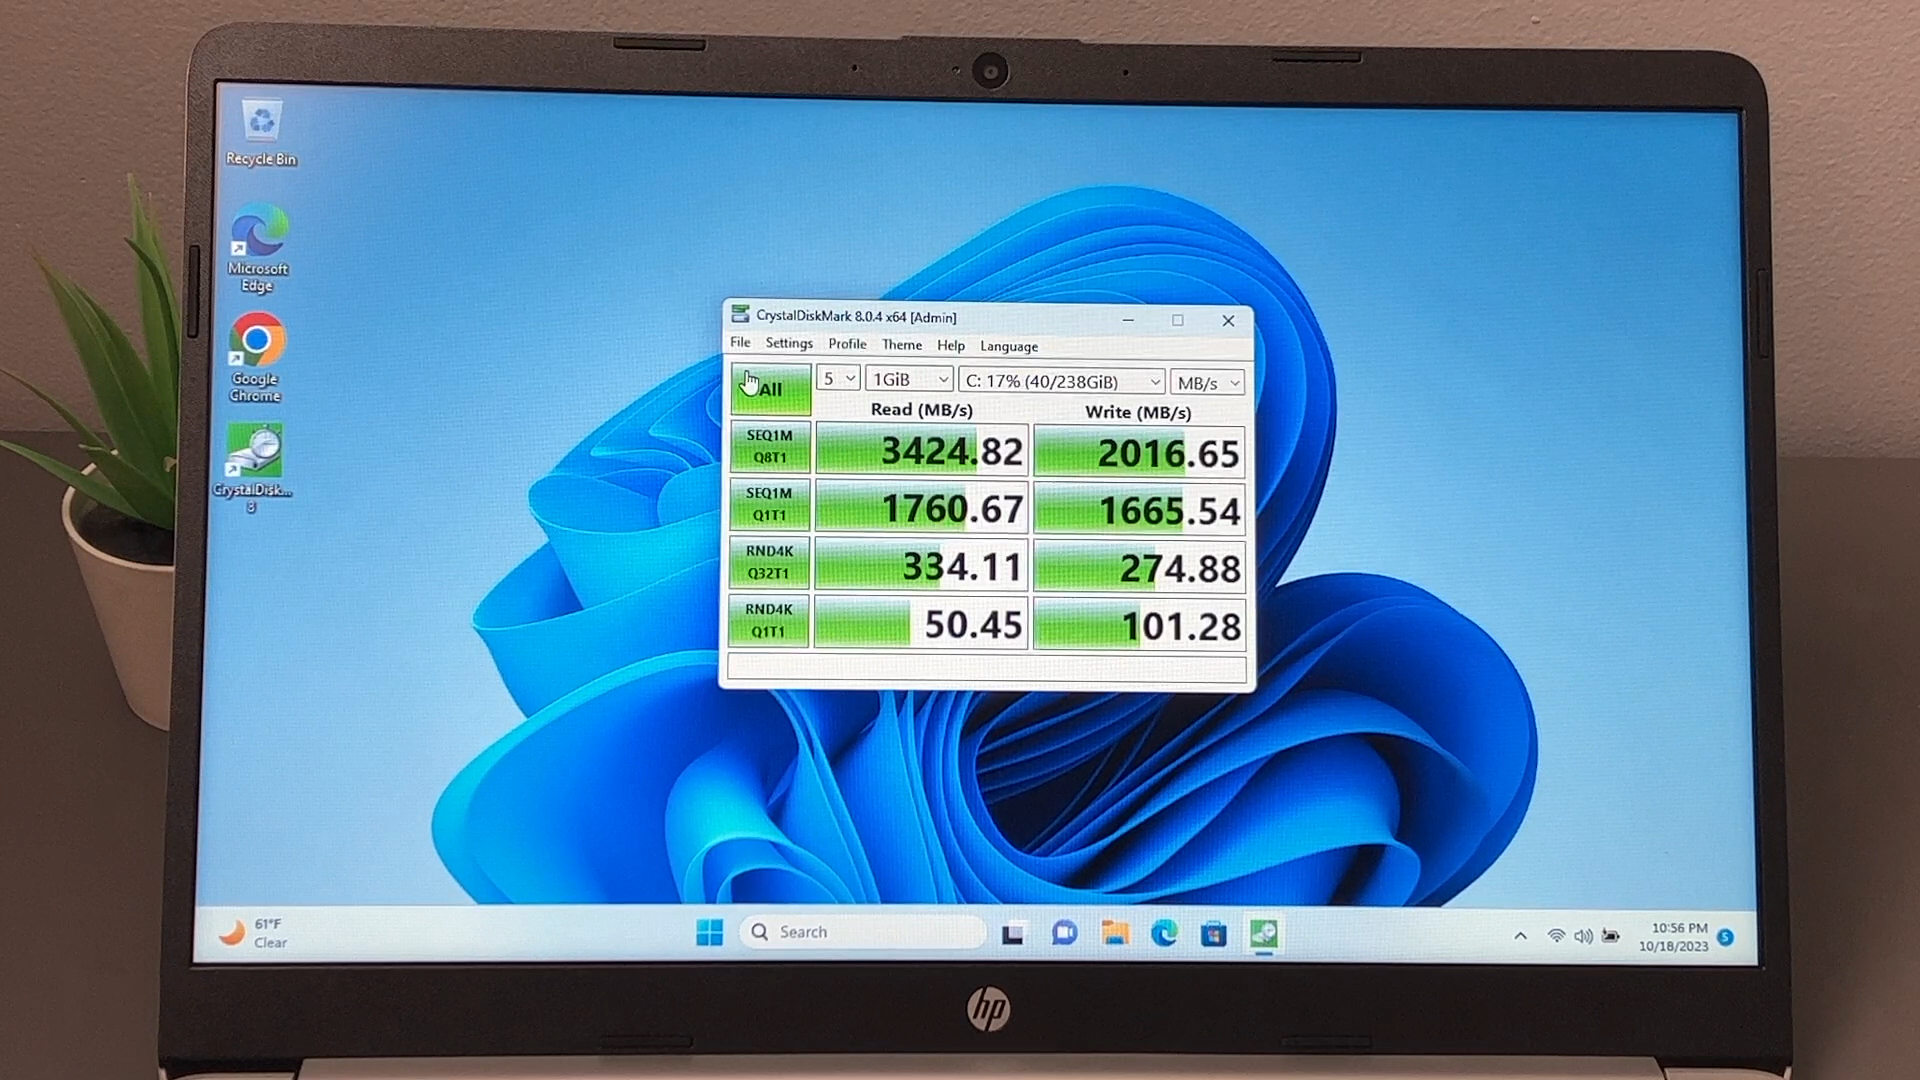 Recycle Bin
Microsoft
Edge
Google
Chrome
CrystalDisk...
8
CrystalDiskMark 8.0.4 x64 [Admin]
File Settings Profile Theme Help Language
All 5 1GiB C: 17% (40/238GiB) MB/s
Read (MB/s) Write (MB/s)
SEQ1M
Q8T1
3424.82 2016.65
SEQ1M
Q1T1
1760.67 1665.54
RND4K
Q32T1
334.11 274.88
RND4K
Q1T1
50.45 101.28
61°F
Clear
Search
10:56 PM
10/18/2023
5
hp